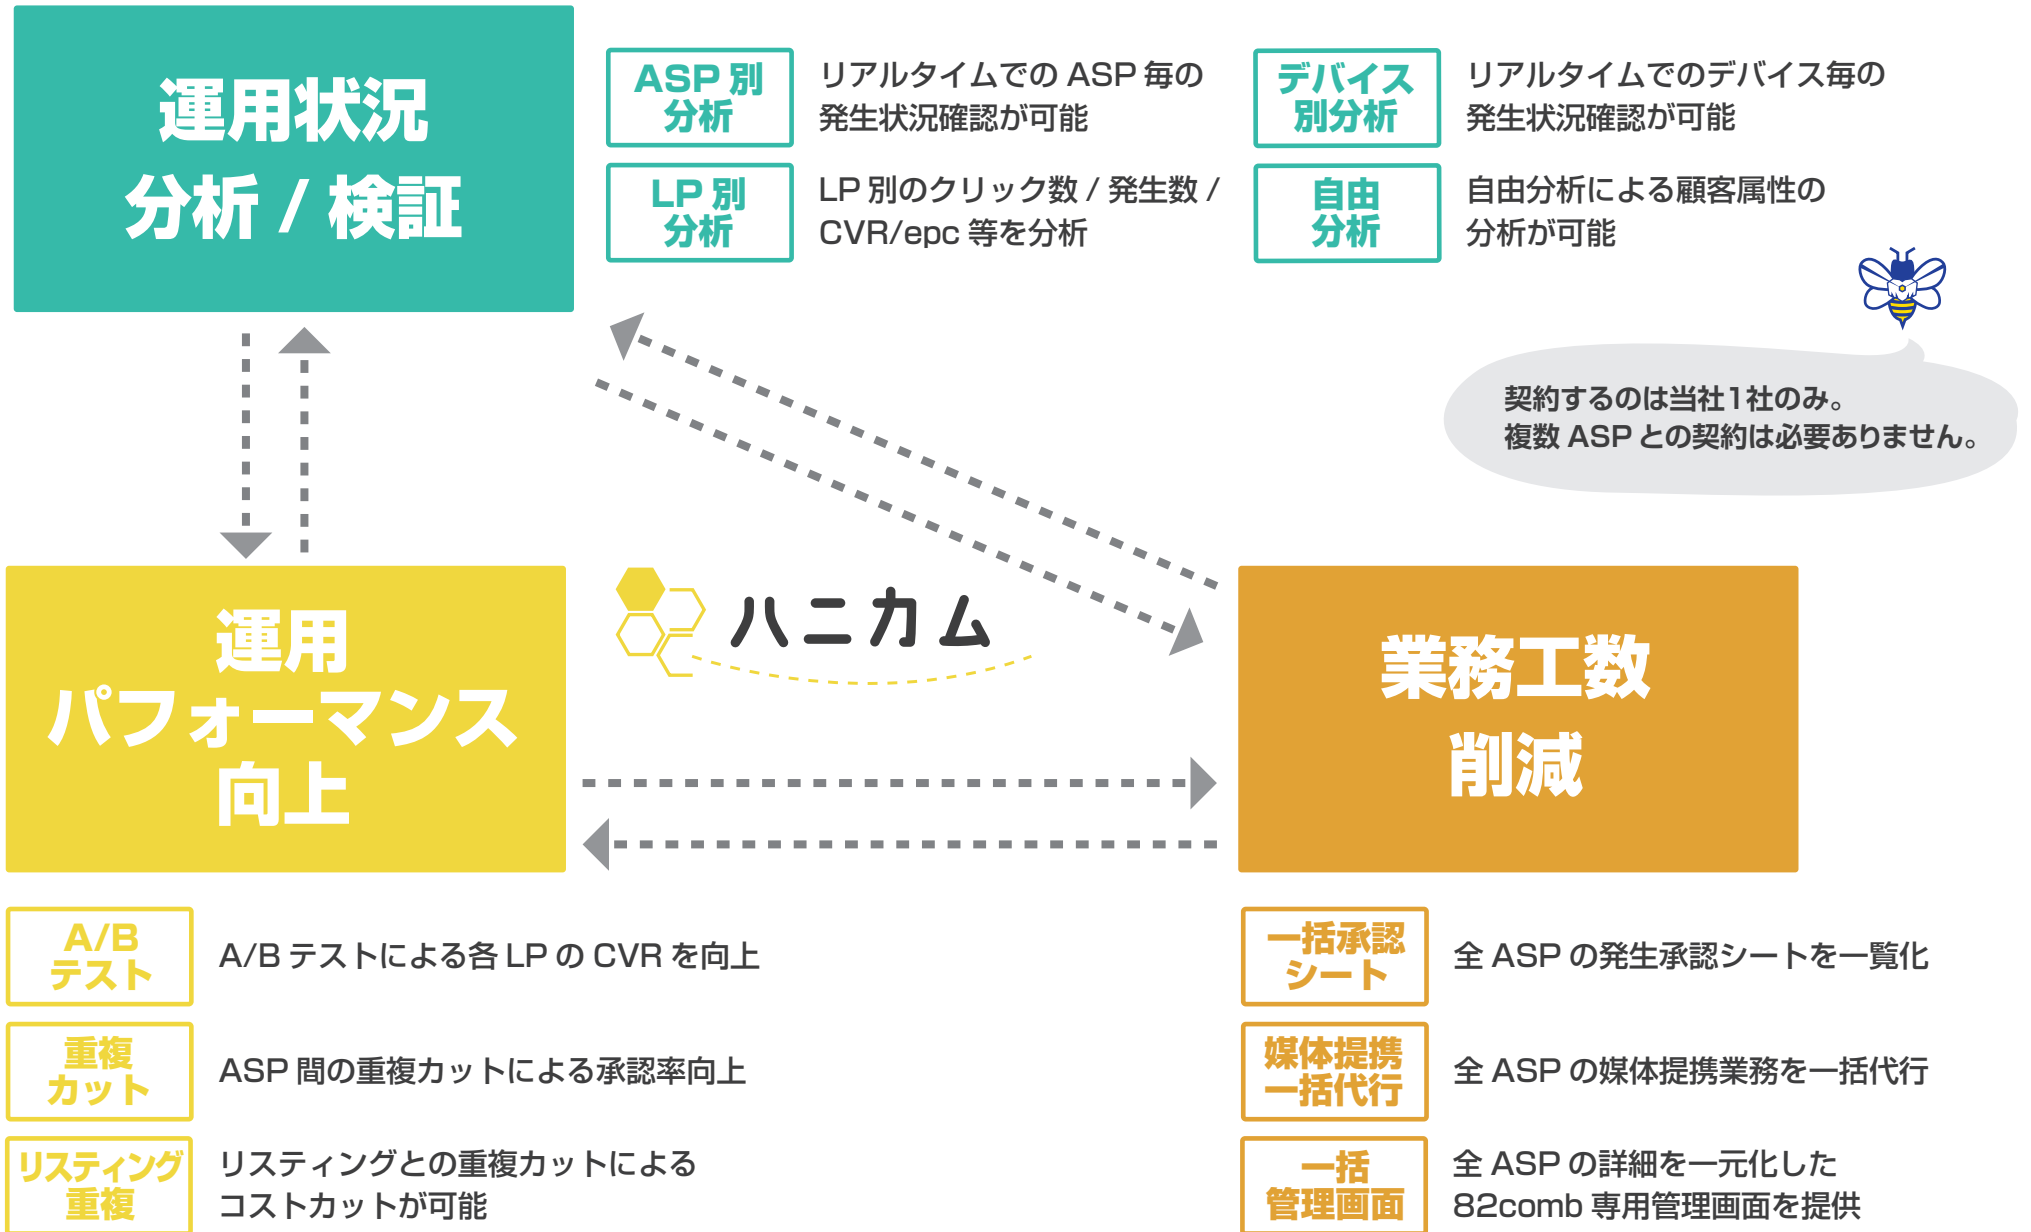 運用状況
分析 / 検証
ASP 別
分析
リアルタイムでの ASP 毎の
発生状況確認が可能
デバイス
別分析
リアルタイムでのデバイス毎の
発生状況確認が可能
LP 別
分析
LP 別のクリック数 / 発生数 /
CVR/epc 等を分析
自由
分析
自由分析による顧客属性の
分析が可能
契約するのは当社1社のみ。
複数 ASP との契約は必要ありません。
運用
パフォーマンス
向上
ハニカム
業務工数
削減
A/B
テスト
A/B テストによる各 LP の CVR を向上
重複
カット
ASP 間の重複カットによる承認率向上
リスティング
重複
リスティングとの重複カットによる
コストカットが可能
一括承認
シート
全 ASP の発生承認シートを一覧化
媒体提携
一括代行
全 ASP の媒体提携業務を一括代行
一括
管理画面
全 ASP の詳細を一元化した
82comb 専用管理画面を提供